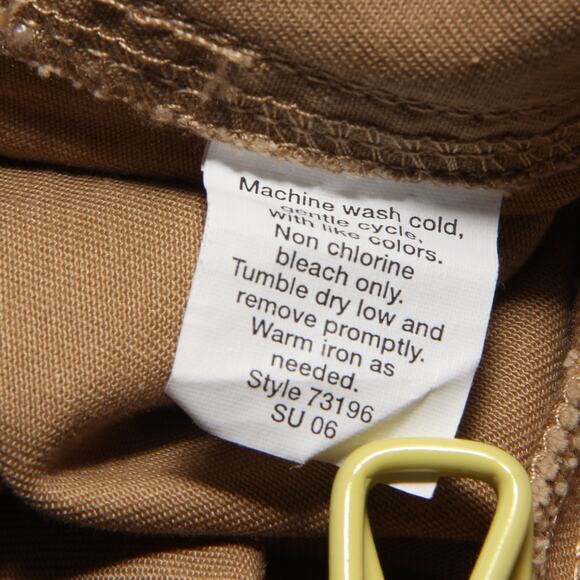 Machine wash cold,
gentle cycle,
with like colors.
Non chlorine
bleach only.
Tumble dry low and
remove promptly.
Warm iron as
needed.
Style 73196
SU 06